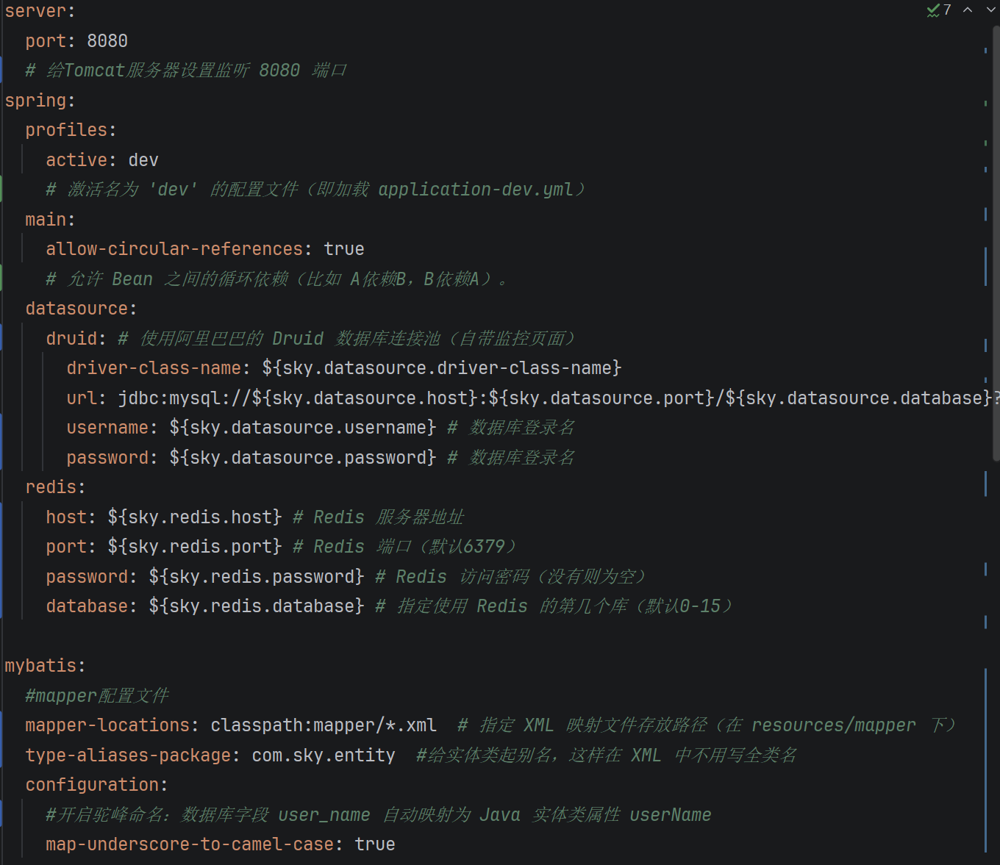 server:
  port: 8080
  # 给Tomcat服务器设置监听 8080 端口
spring:
  profiles:
    active: dev
    # 激活名为 'dev' 的配置文件（即加载 application-dev.yml）
  main:
    allow-circular-references: true
    # 允许 Bean 之间的循环依赖（比如 A依赖B，B依赖A）。
  datasource:
    druid: # 使用阿里巴巴的 Druid 数据库连接池（自带监控页面）
      driver-class-name: ${sky.datasource.driver-class-name}
      url: jdbc:mysql://${sky.datasource.host}:${sky.datasource.port}/${sky.datasource.database}?
      username: ${sky.datasource.username} # 数据库登录名
      password: ${sky.datasource.password} # 数据库登录名
  redis:
    host: ${sky.redis.host} # Redis 服务器地址
    port: ${sky.redis.port} # Redis 端口（默认6379）
    password: ${sky.redis.password} # Redis 访问密码（没有则为空）
    database: ${sky.redis.database} # 指定使用 Redis 的第几个库（默认0-15）
mybatis:
  #mapper配置文件
  mapper-locations: classpath:mapper/*.xml  # 指定 XML 映射文件存放路径（在 resources/mapper 下）
  type-aliases-package: com.sky.entity  #给实体类起别名，这样在 XML 中不用写全类名
  configuration:
    #开启驼峰命名：数据库字段 user_name 自动映射为 Java 实体类属性 userName
    map-underscore-to-camel-case: true
7